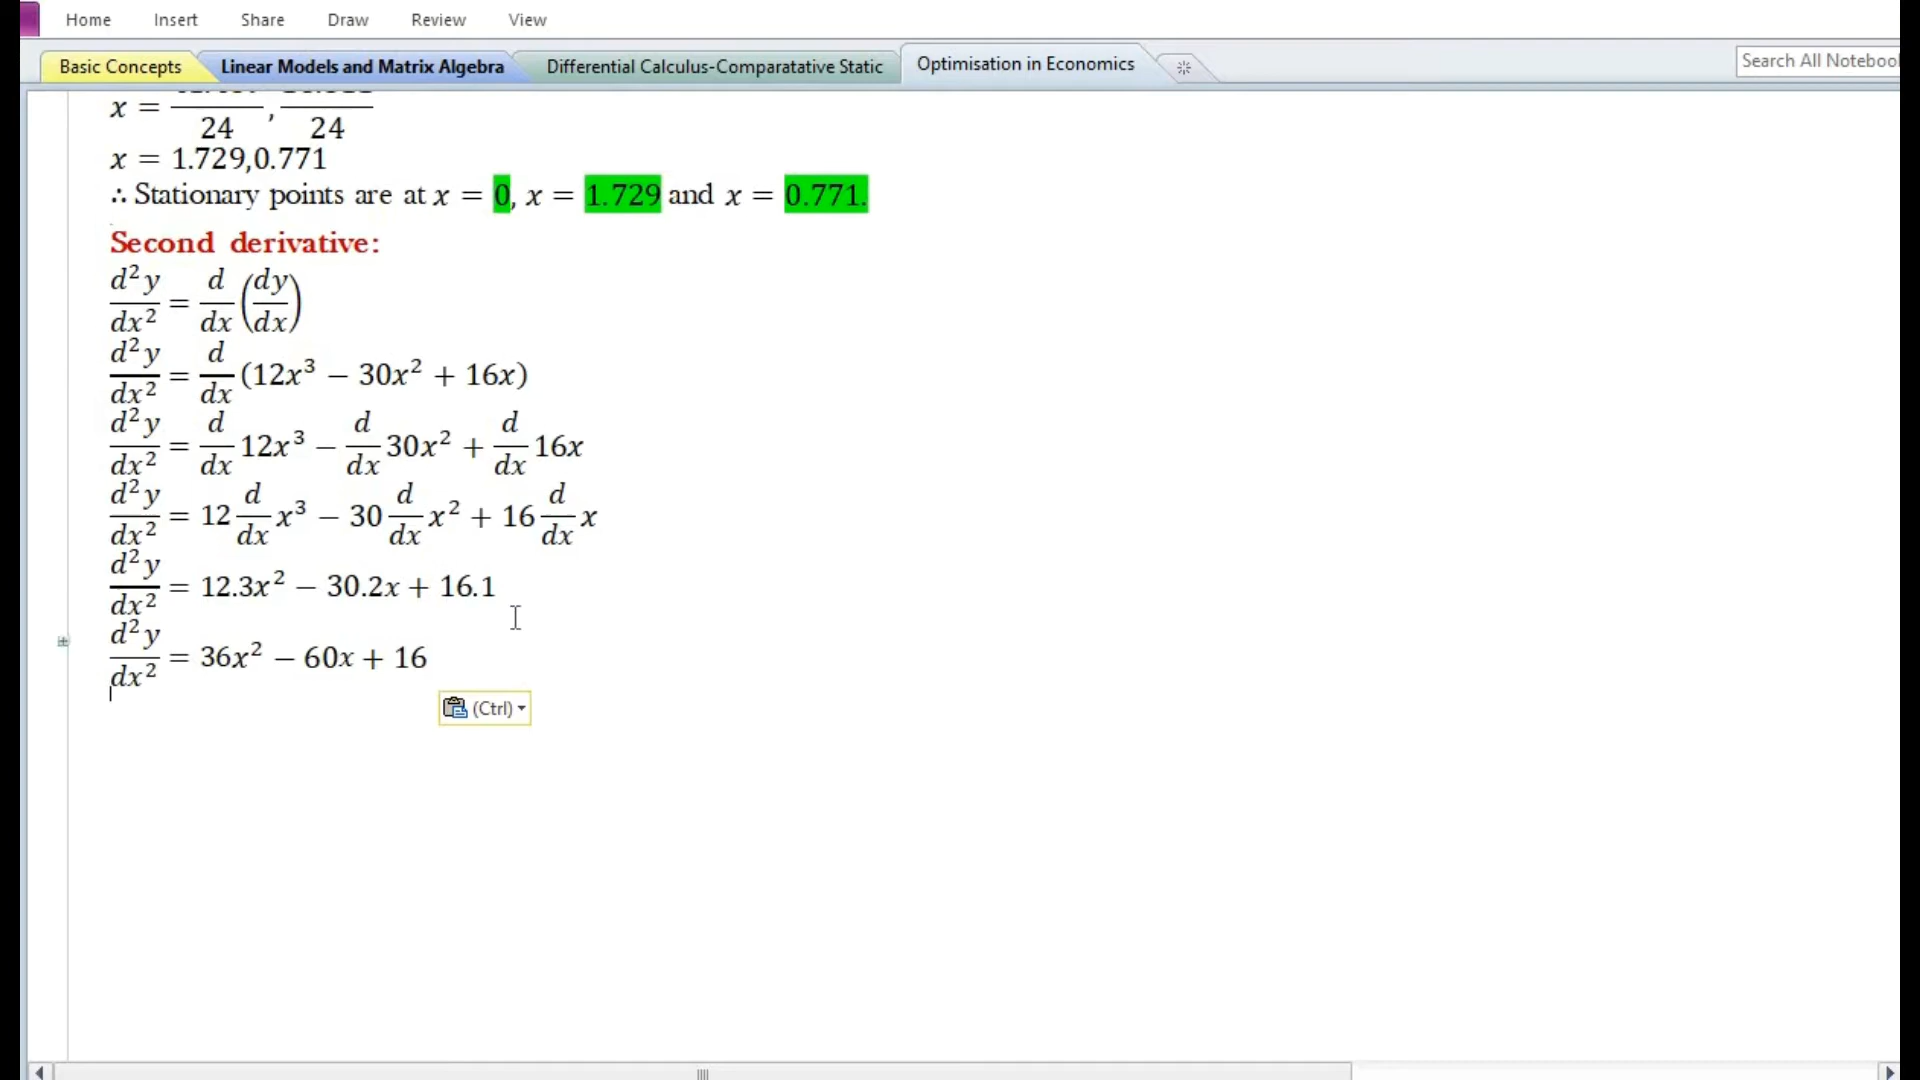 Home Insert Share Draw Review View
Basic Concepts Linear Models and Matrix Algebra Differential Calculus-Comparatative Static Optimisation in Economics Search All Noteboo
x = ──/24 , ──/24
x = 1.729,0.771
∴ Stationary points are at x = 0, x = 1.729 and x = 0.771.
Second derivative:
d²y/dx² = d/dx (dy/dx)
d²y/dx² = d/dx (12x³ − 30x² + 16x)
d²y/dx² = d/dx 12x³ − d/dx 30x² + d/dx 16x
d²y/dx² = 12 d/dx x³ − 30 d/dx x² + 16 d/dx x
d²y/dx² = 12.3x² − 30.2x + 16.1
d²y/dx² = 36x² − 60x + 16
(Ctrl)